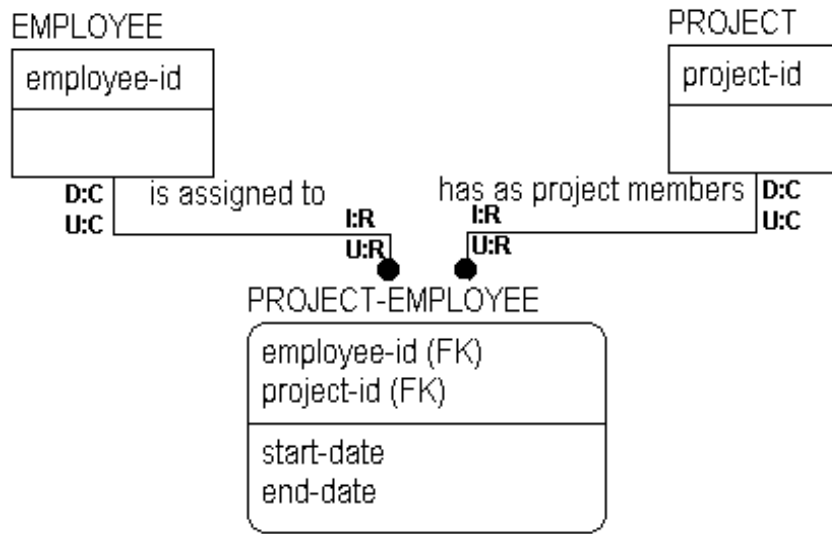 EMPLOYEE
employee-id
PROJECT
project-id
D:C
U:C
is assigned to
I:R
U:R
has as project members
I:R
U:R
D:C
U:C
PROJECT-EMPLOYEE
employee-id (FK)
project-id (FK)
start-date
end-date